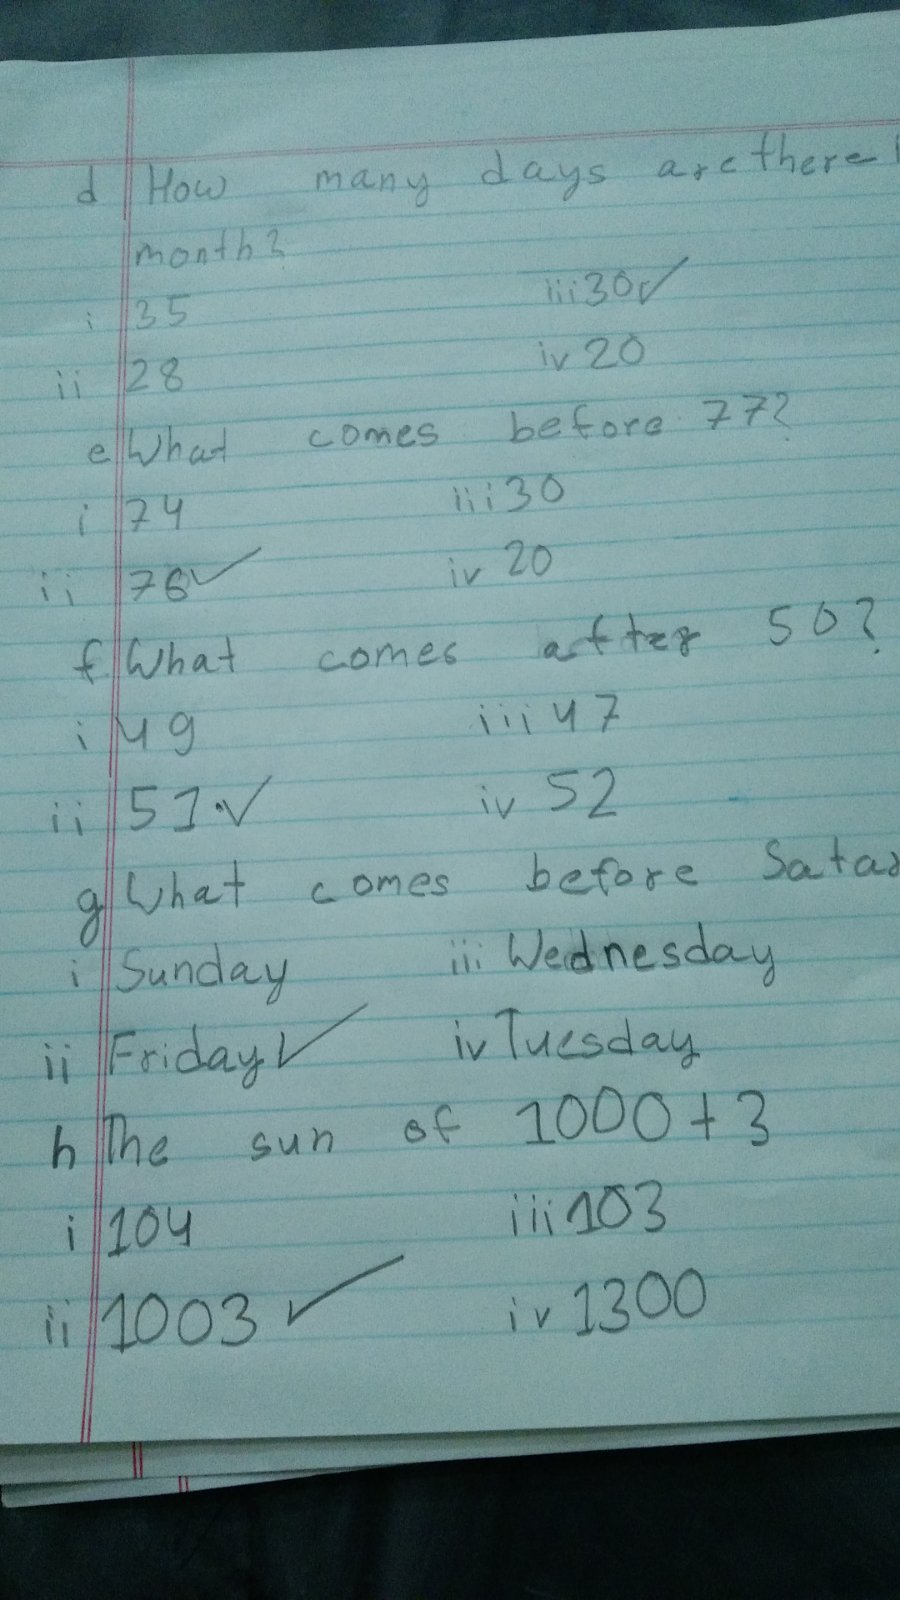 d How many days are there
month?
i 35 iii 30 ✓
ii 28 iv 20
e What comes before 77?
i 74 iii 30
ii 76 ✓ iv 20
f What comes after 50?
i 49 iii 47
ii 51 ✓ iv 52
g What comes before
i Sunday iii Wednesday
ii Friday ✓ iv Tuesday
h The sun of 1000 + 3
i 104 iii 103
ii 1003 ✓ iv 1300